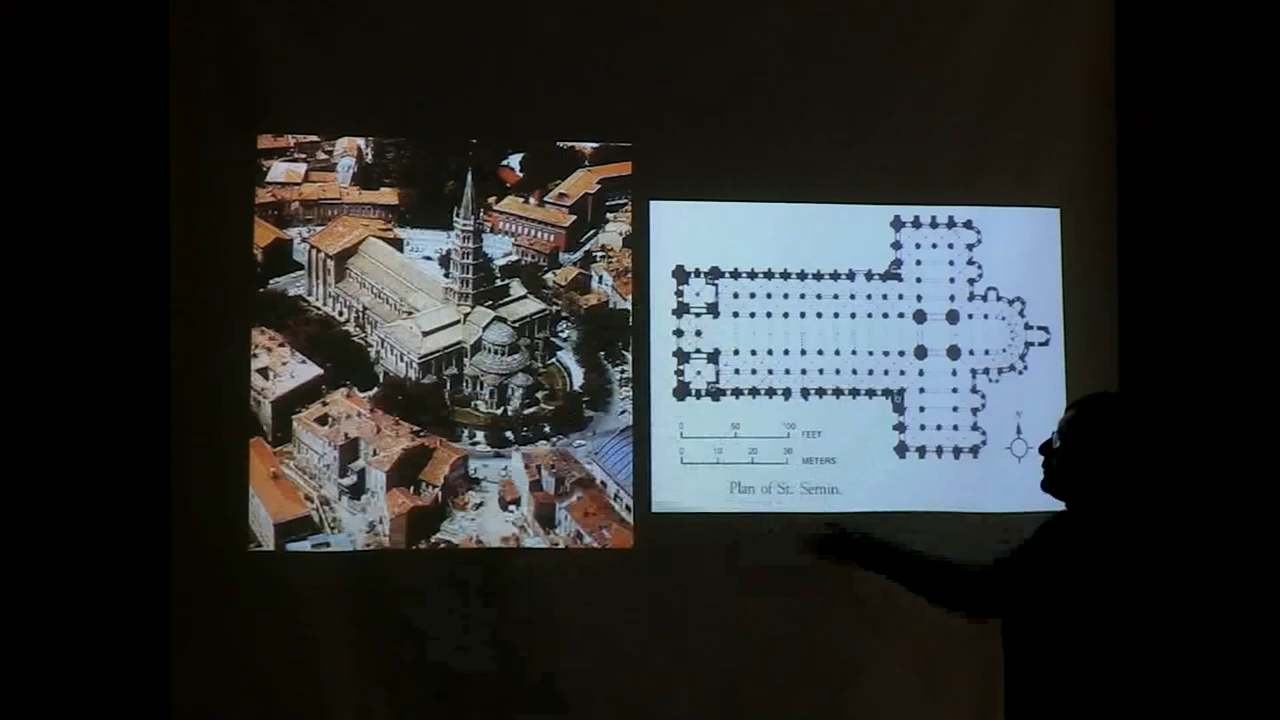 N
0 50 100
FEET
0 10 20 30
METERS
Plan of St. Sernin.